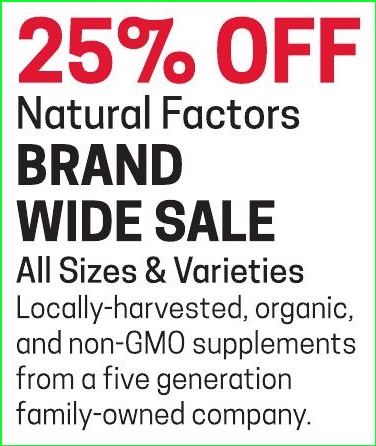 25% OFF
Natural Factors
BRAND
WIDE SALE
All Sizes & Varieties
Locally-harvested, organic,
and non-GMO supplements
from a five generation
family-owned company.